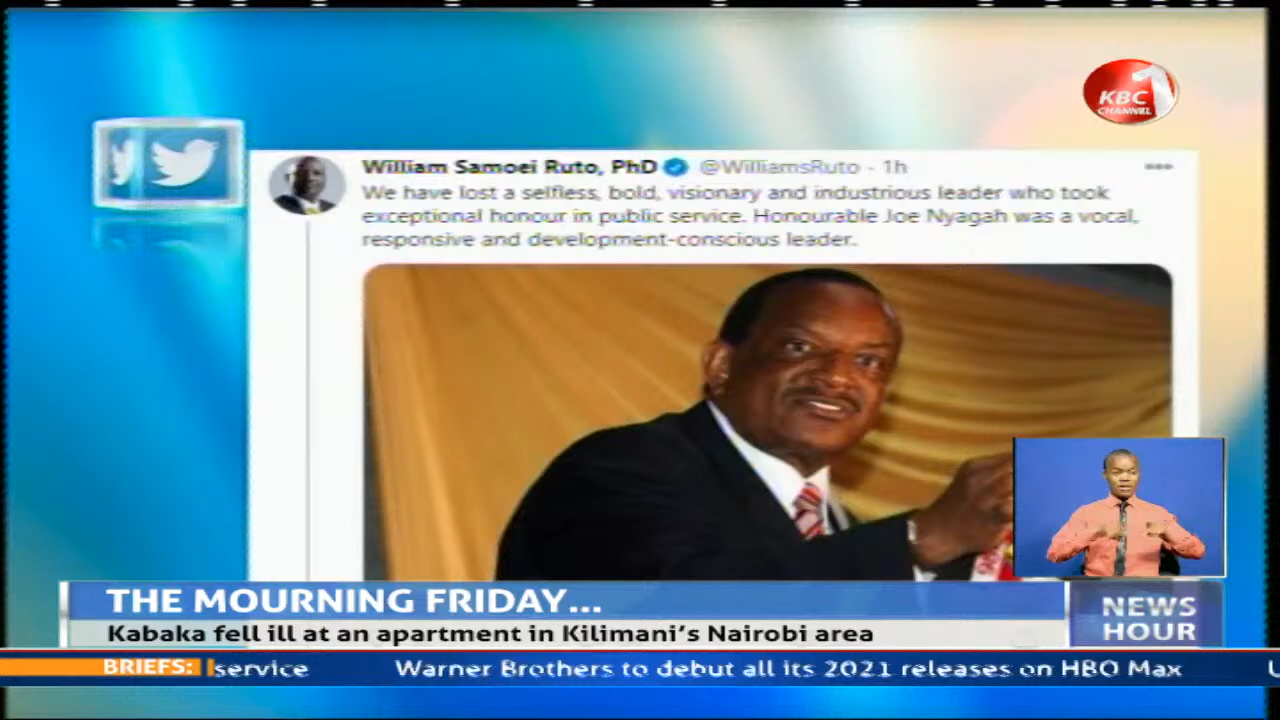 KBC
CHANNEL 1
William Samoei Ruto, PhD @WilliamsRuto · 1h
We have lost a selfless, bold, visionary and industrious leader who took
exceptional honour in public service. Honourable Joe Nyagah was a vocal,
responsive and development-conscious leader.
THE MOURNING FRIDAY...
Kabaka fell ill at an apartment in Kilimani's Nairobi area
NEWS
HOUR
BRIEFS: service Warner Brothers to debut all its 2021 releases on HBO Max